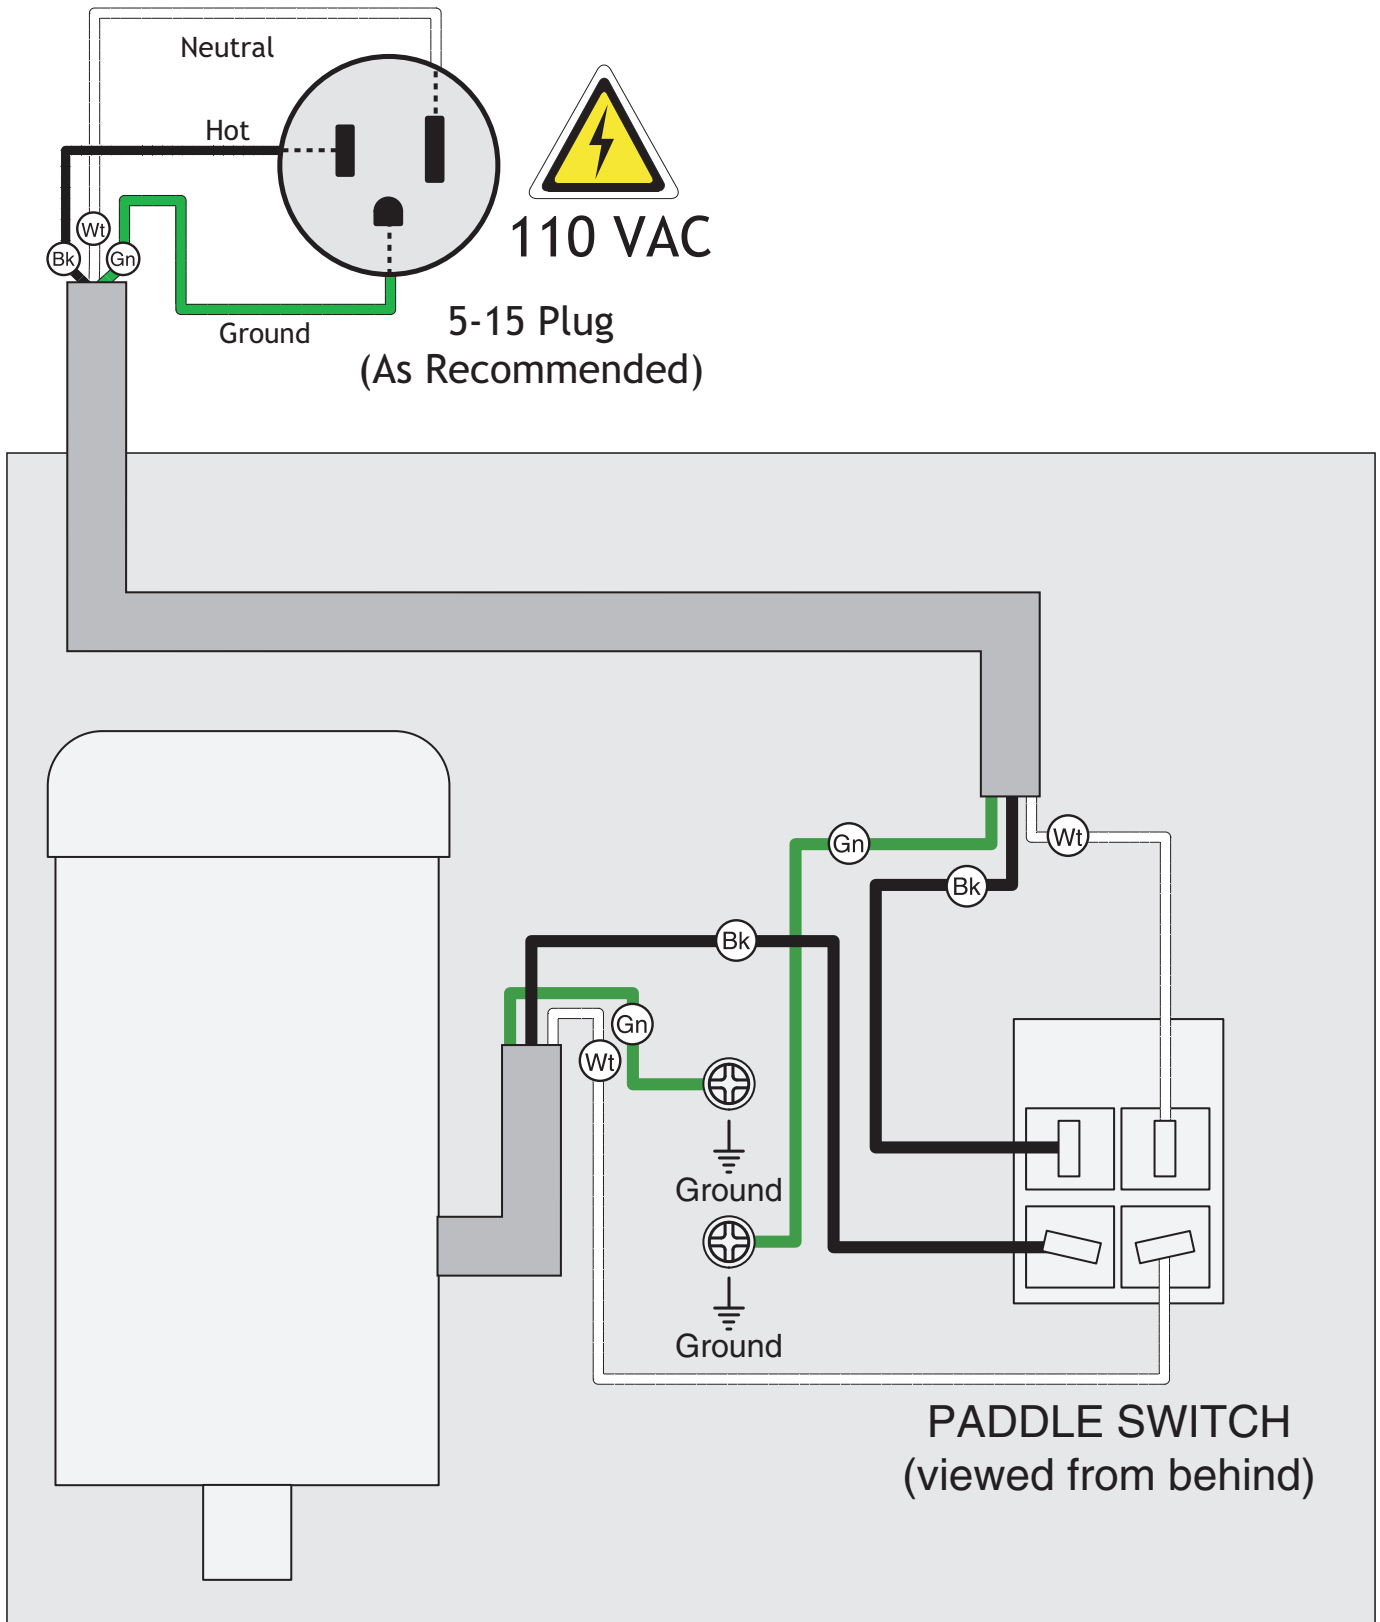 Neutral
Hot
Wt
Bk
Gn
Ground
110 VAC
5-15 Plug
(As Recommended)
Gn
Wt
Bk
Bk
Gn
Wt
Ground
Ground
PADDLE SWITCH
(viewed from behind)